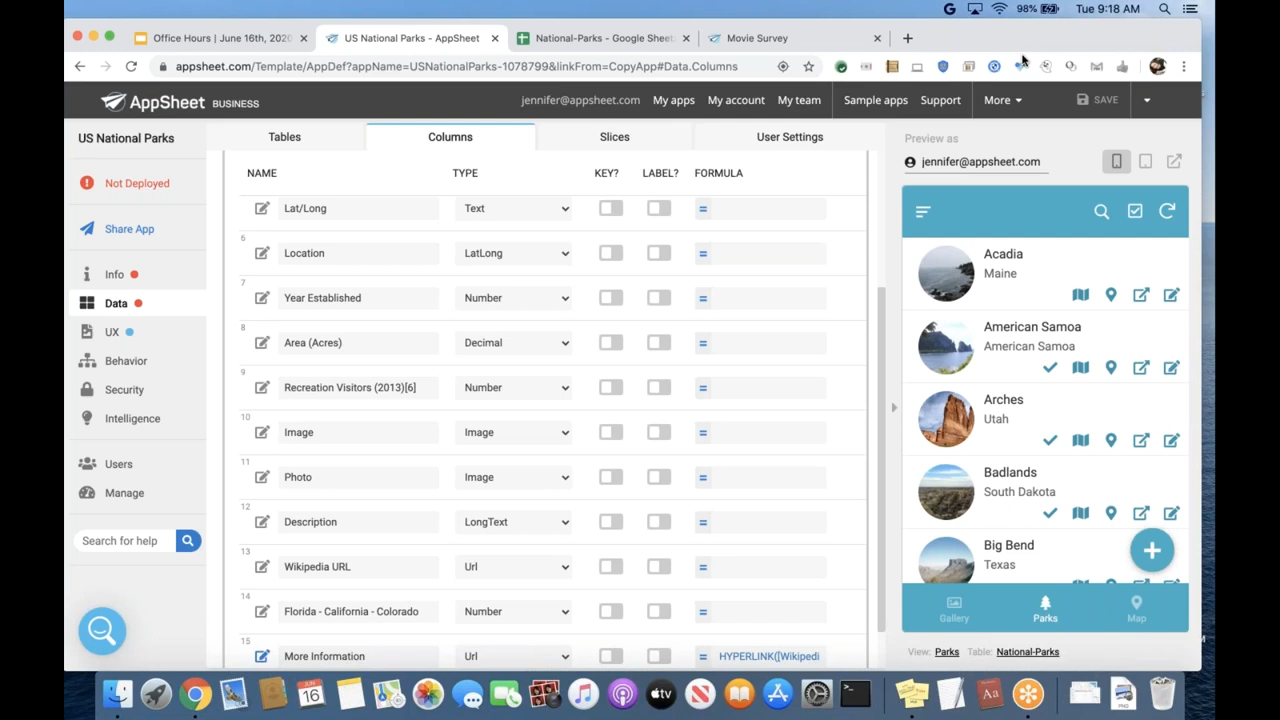 98%
Tue 9:18 AM
Office Hours | June 16th, 2020
US National Parks - AppSheet
National-Parks - Google Sheet
Movie Survey
appsheet.com/Template/AppDef?appName=USNationalParks-1078799&linkFrom=CopyApp#Data.Columns
AppSheet BUSINESS
jennifer@appsheet.com
My apps
My account
My team
Sample apps
Support
More
SAVE
US National Parks
Not Deployed
Share App
Info
Data
UX
Behavior
Security
Intelligence
Users
Manage
Search for help
Tables
Columns
Slices
User Settings
NAME TYPE KEY? LABEL? FORMULA
Lat/Long Text =
6
Location LatLong =
7
Year Established Number =
8
Area (Acres) Decimal =
Recreation Visitors (2013)[6] Number =
10
Image Image =
11
Photo Image =
12
Description LongText =
13
Wikipedia URL Url =
Florida - California - Colorado Number =
15
More Information Url HYPERLINK("Wikipedi
Preview as
jennifer@appsheet.com
Acadia
Maine
American Samoa
American Samoa
Arches
Utah
Badlands
South Dakota
Big Bend
Texas
+
Gallery
Parks
Map
View: Parks Table: National-Parks